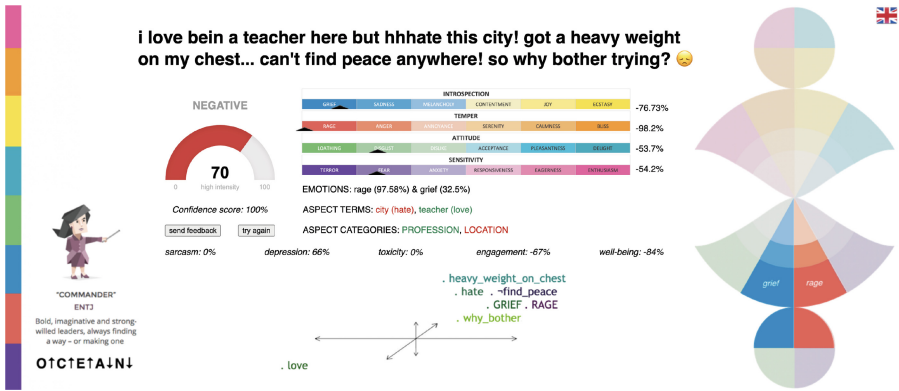 i love bein a teacher here but hhhate this city! got a heavy weight
on my chest... can't find peace anywhere! so why bother trying? 😞
NEGATIVE
70
0 high intensity 100
Confidence score: 100%
send feedback try again
INTROSPECTION
GRIEF SADNESS MELANCHOLY CONTENTMENT JOY ECSTASY -76.73%
TEMPER
RAGE ANGER ANNOYANCE SERENITY CALMNESS BLISS -98.2%
ATTITUDE
LOATHING DISGUST DISLIKE ACCEPTANCE PLEASANTNESS DELIGHT -53.7%
SENSITIVITY
TERROR FEAR ANXIETY RESPONSIVENESS EAGERNESS ENTHUSIASM -54.2%
EMOTIONS: rage (97.58%) & grief (32.5%)
ASPECT TERMS: city (hate), teacher (love)
ASPECT CATEGORIES: PROFESSION, LOCATION
sarcasm: 0% depression: 66% toxicity: 0% engagement: -67% well-being: -84%
"COMMANDER"
ENTJ
Bold, imaginative and strong-
willed leaders, always finding
a way – or making one
O↑C↑E↑A↓N↓
. heavy_weight_on_chest
. hate . ¬find_peace
. GRIEF . RAGE
. why_bother
. love
grief rage